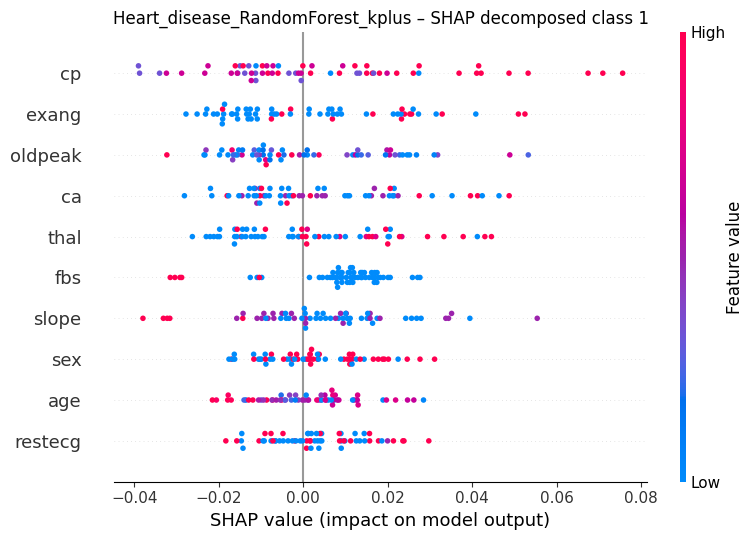 Heart_disease_RandomForest_kplus – SHAP decomposed class 1
High
cp
exang
oldpeak
ca
thal
fbs
slope
sex
age
restecg
Feature value
Low
−0.04 −0.02 0.00 0.02 0.04 0.06 0.08
SHAP value (impact on model output)